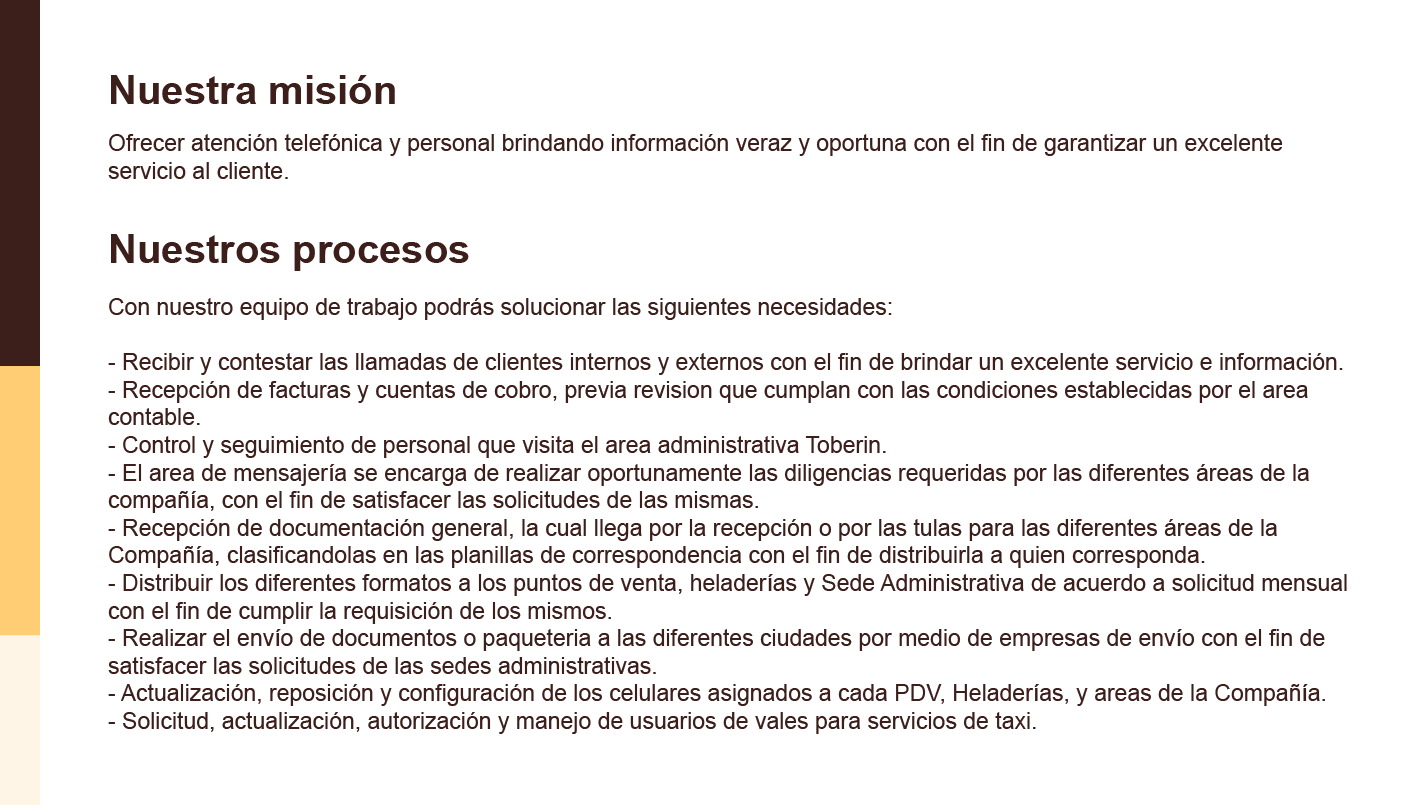 Nuestra misión
Ofrecer atención telefónica y personal brindando información veraz y oportuna con el fin de garantizar un excelente
servicio al cliente.
Nuestros procesos
Con nuestro equipo de trabajo podrás solucionar las siguientes necesidades:
- Recibir y contestar las llamadas de clientes internos y externos con el fin de brindar un excelente servicio e información.
- Recepción de facturas y cuentas de cobro, previa revision que cumplan con las condiciones establecidas por el area
contable.
- Control y seguimiento de personal que visita el area administrativa Toberin.
- El area de mensajería se encarga de realizar oportunamente las diligencias requeridas por las diferentes áreas de la
compañía, con el fin de satisfacer las solicitudes de las mismas.
- Recepción de documentación general, la cual llega por la recepción o por las tulas para las diferentes áreas de la
Compañía, clasificandolas en las planillas de correspondencia con el fin de distribuirla a quien corresponda.
- Distribuir los diferentes formatos a los puntos de venta, heladerías y Sede Administrativa de acuerdo a solicitud mensual
con el fin de cumplir la requisición de los mismos.
- Realizar el envío de documentos o paqueteria a las diferentes ciudades por medio de empresas de envío con el fin de
satisfacer las solicitudes de las sedes administrativas.
- Actualización, reposición y configuración de los celulares asignados a cada PDV, Heladerías, y areas de la Compañía.
- Solicitud, actualización, autorización y manejo de usuarios de vales para servicios de taxi.